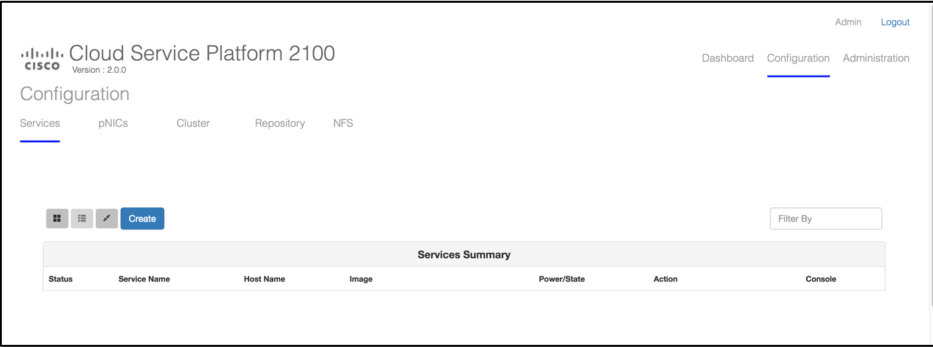 Admin Logout
CISCO Cloud Service Platform 2100
Version : 2.0.0
Dashboard Configuration Administration
Configuration
Services pNICs Cluster Repository NFS
Create
Filter By
Services Summary
Status Service Name Host Name Image Power/State Action Console